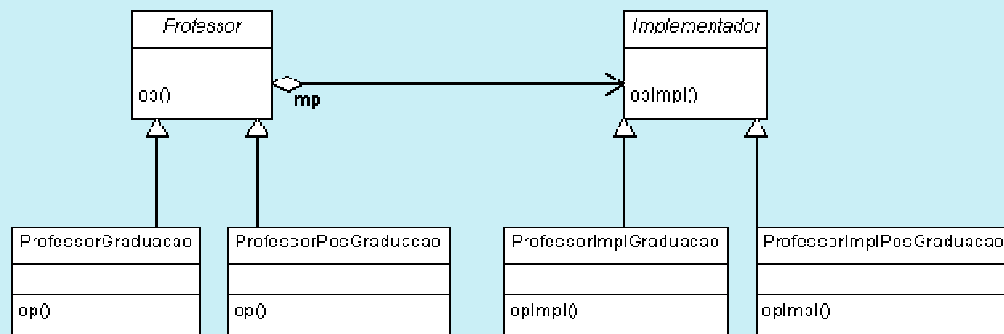 Professor
Implementador
op()
opImpl()
mp
ProfessorGraduacao
ProfessorPosGraduacao
ProfessorImplGraduacao
ProfessorImplPosGraduacao
op()
op()
opImpl()
opImpl()